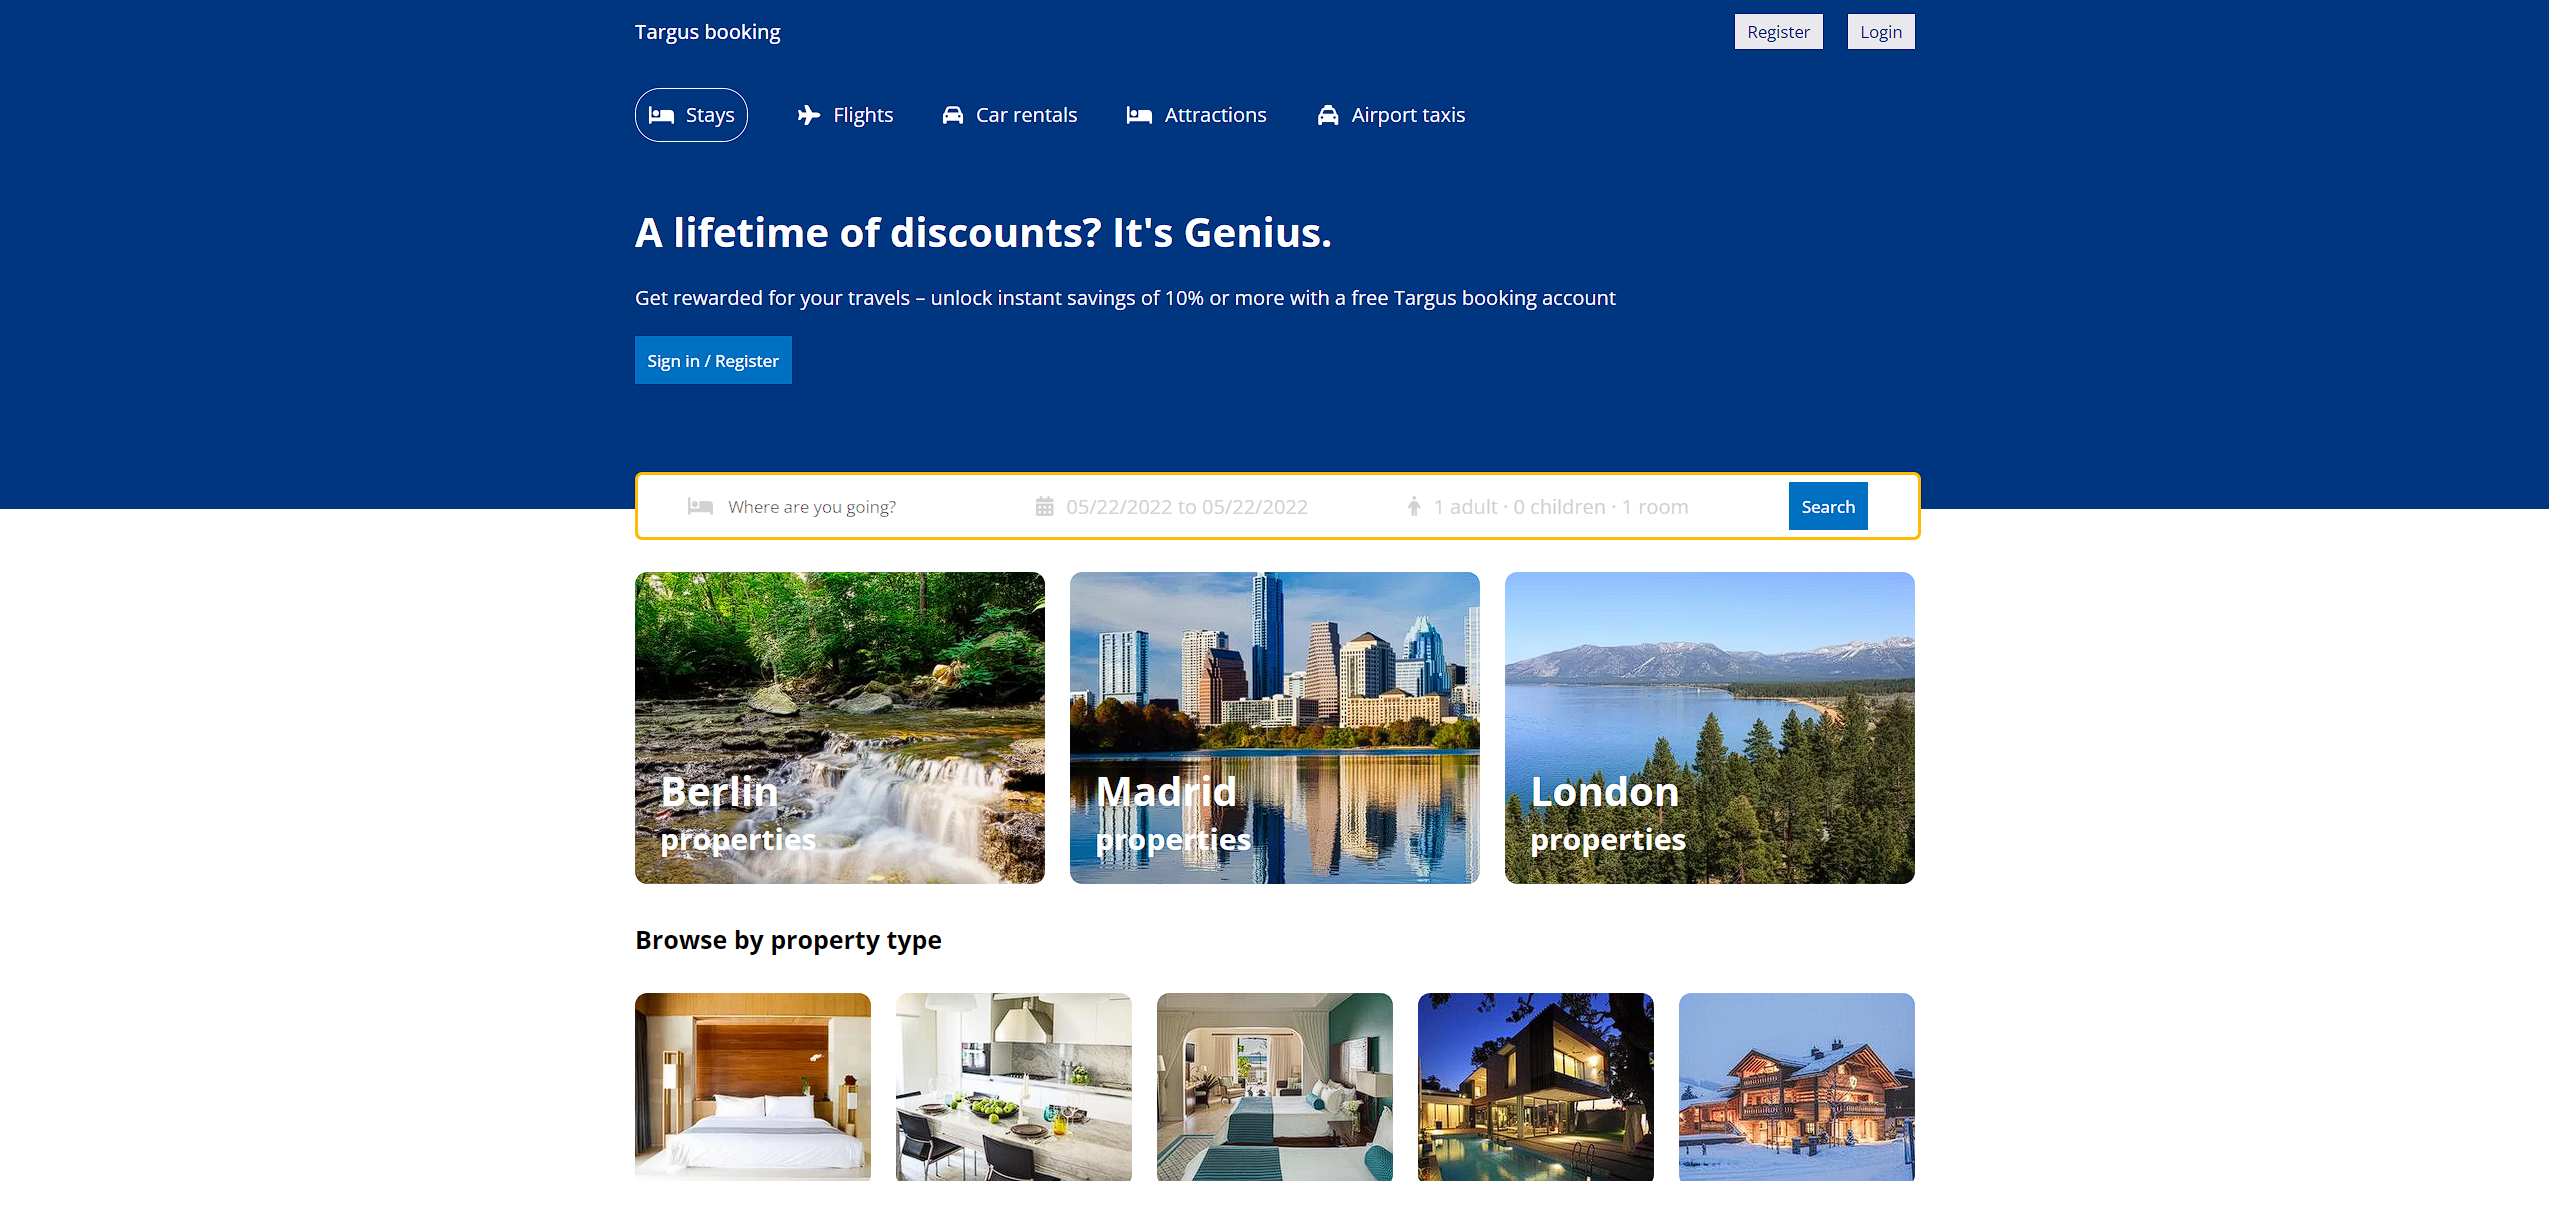 Targus booking
Register
Login
Stays
Flights
Car rentals
Attractions
Airport taxis
A lifetime of discounts? It's Genius.
Get rewarded for your travels – unlock instant savings of 10% or more with a free Targus booking account
Sign in / Register
Where are you going?
05/22/2022 to 05/22/2022
1 adult · 0 children · 1 room
Search
Berlin
properties
Madrid
properties
London
properties
Browse by property type